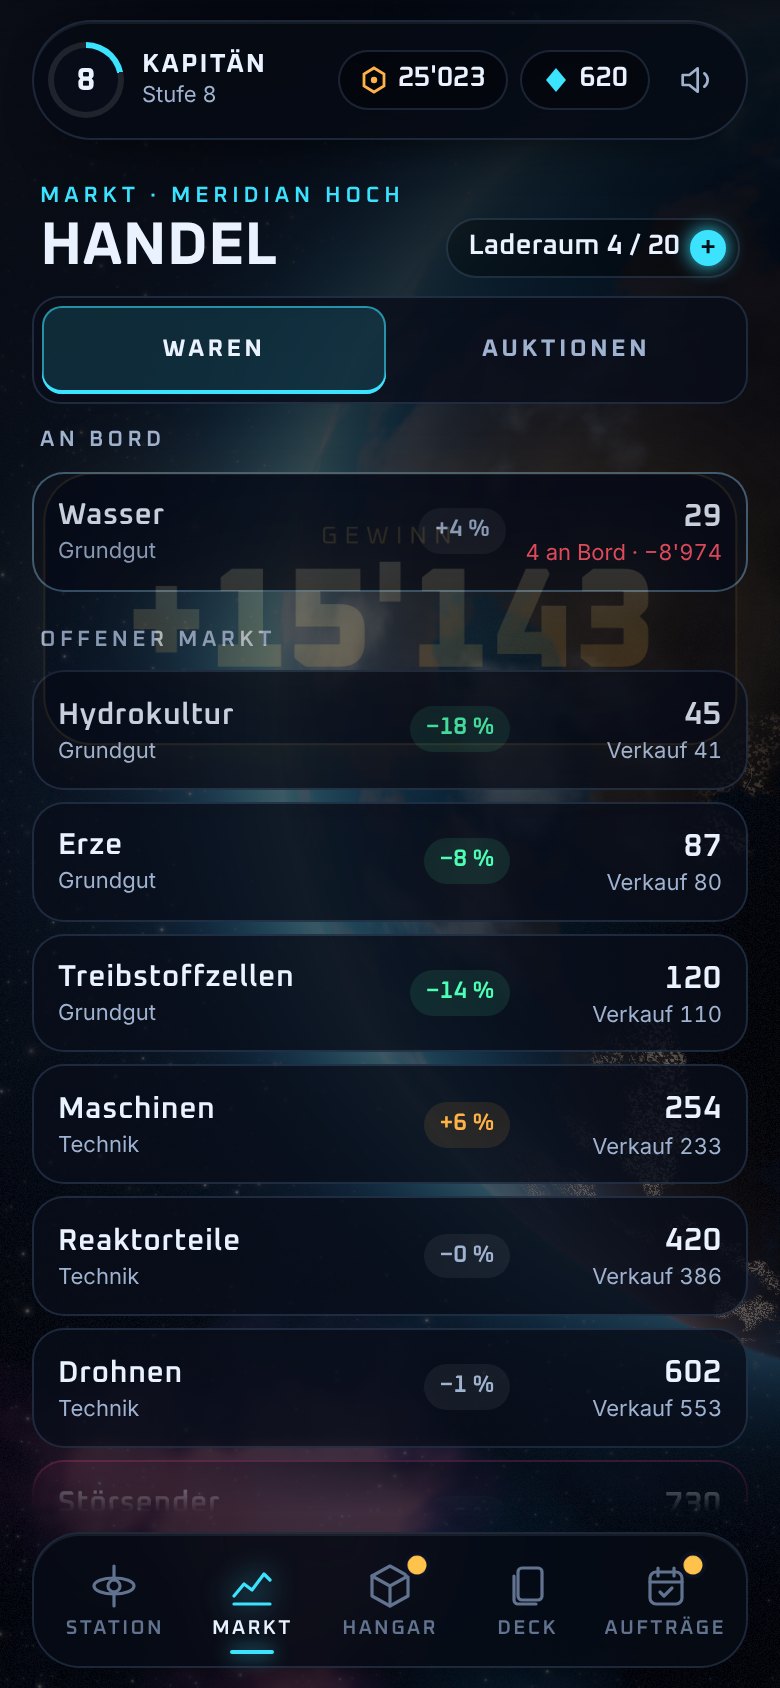 8
KAPITÄN
Stufe 8
25'023
620
MARKT · MERIDIAN HOCH
HANDEL
Laderaum 4 / 20 +
WAREN
AUKTIONEN
AN BORD
Wasser
Grundgut
+4 %
29
4 an Bord · −8'974
GEWINN
+15'143
OFFENER MARKT
Hydrokultur
Grundgut
−18 %
45
Verkauf 41
Erze
Grundgut
−8 %
87
Verkauf 80
Treibstoffzellen
Grundgut
−14 %
120
Verkauf 110
Maschinen
Technik
+6 %
254
Verkauf 233
Reaktorteile
Technik
−0 %
420
Verkauf 386
Drohnen
Technik
−1 %
602
Verkauf 553
Störsender
730
STATION
MARKT
HANGAR
DECK
AUFTRÄGE